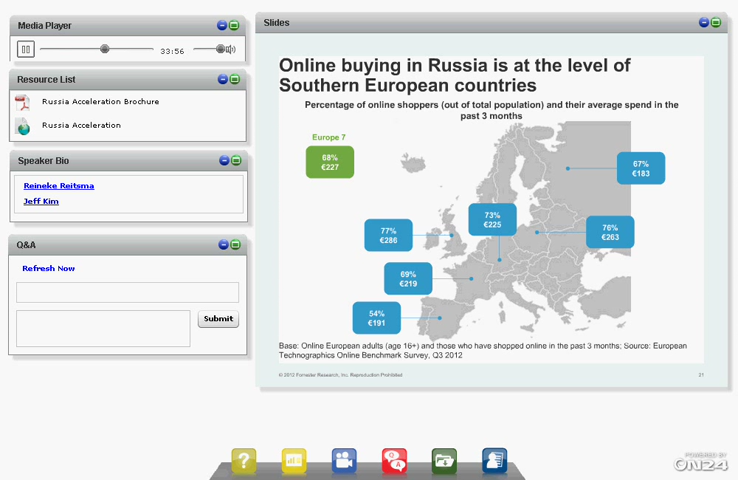 Media Player
33:56
Resource List
Russia Acceleration Brochure
Russia Acceleration
Speaker Bio
Reineke Reitsma
Jeff Kim
Q&A
Refresh Now
Submit
Slides
Online buying in Russia is at the level of
Southern European countries
Percentage of online shoppers (out of total population) and their average spend in the
past 3 months
Europe 7
68%
€227
67%
€183
73%
€225
76%
€263
77%
€286
69%
€219
54%
€191
Base: Online European adults (age 16+) and those who have shopped online in the past 3 months; Source: European
Technographics Online Benchmark Survey, Q3 2012
© 2012 Forrester Research, Inc. Reproduction Prohibited
21
?
Q
A
POWERED BY
ON24